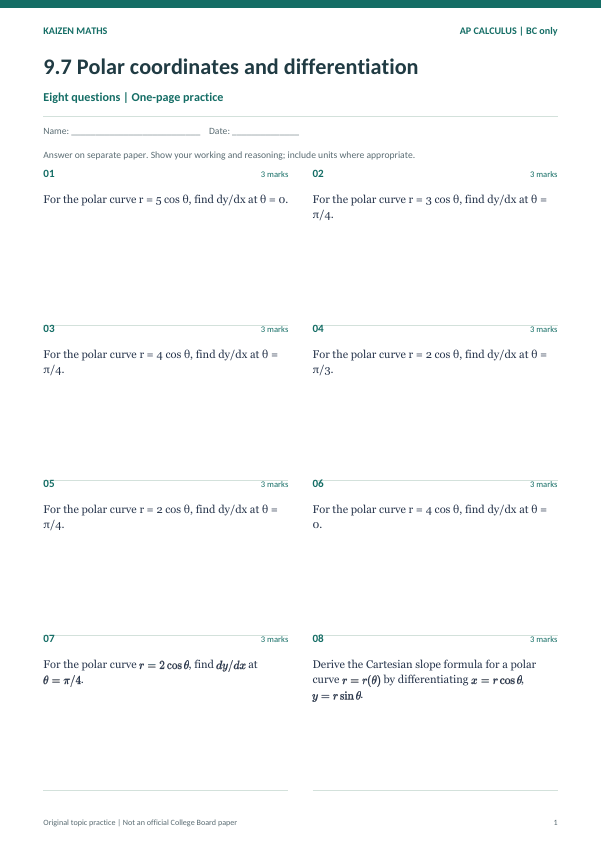 KAIZEN MATHS
AP CALCULUS | BC only
9.7 Polar coordinates and differentiation
Eight questions | One-page practice
Name: ________________________________ Date: ______________
Answer on separate paper. Show your working and reasoning; include units where appropriate.
01
3 marks
For the polar curve r = 5 cos θ, find dy/dx at θ = 0.
02
3 marks
For the polar curve r = 3 cos θ, find dy/dx at θ =
π/4.
03
3 marks
For the polar curve r = 4 cos θ, find dy/dx at θ =
π/4.
04
3 marks
For the polar curve r = 2 cos θ, find dy/dx at θ =
π/3.
05
3 marks
For the polar curve r = 2 cos θ, find dy/dx at θ =
π/4.
06
3 marks
For the polar curve r = 4 cos θ, find dy/dx at θ =
0.
07
3 marks
For the polar curve r = 2 cos θ, find dy/dx at
θ = π/4.
08
3 marks
Derive the Cartesian slope formula for a polar
curve r = r(θ) by differentiating x = r cos θ,
y = r sin θ.
Original topic practice | Not an official College Board paper
1